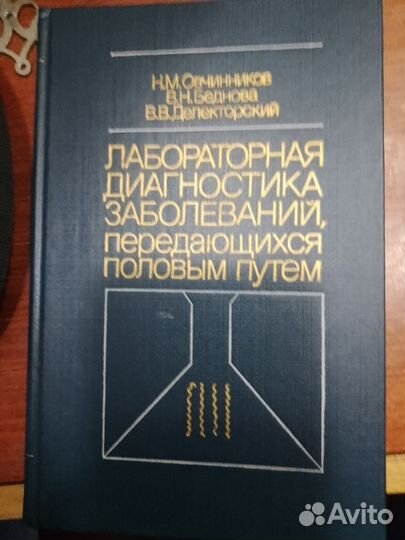 Н.М.Овчинников
В.Н.Беднова
В.В.Делекторский
ЛАБОРАТОРНАЯ
ДИАГНОСТИКА
ЗАБОЛЕВАНИЙ,
передающихся
половым путем
Avito